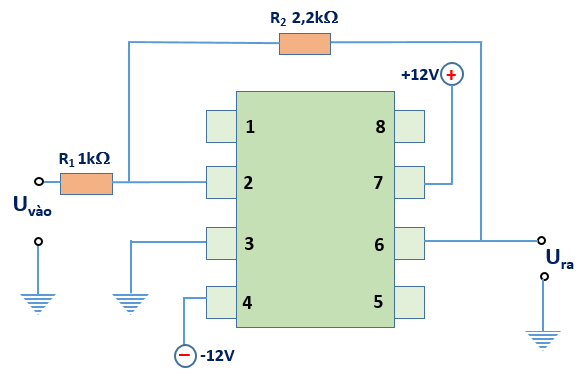 R₂ 2,2kΩ
+12V +
1 8
R₁ 1kΩ
2 7
Uvào
3 6
Ura
4 5
− -12V